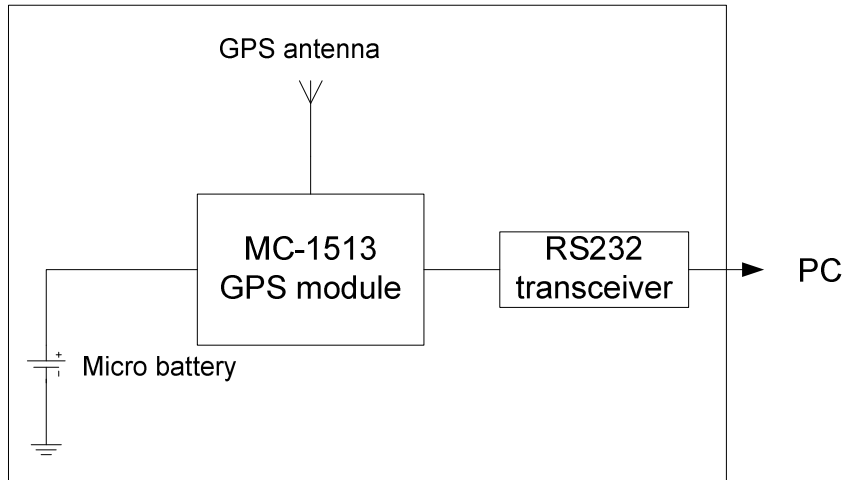 GPS antenna
MC-1513
GPS module
RS232
transceiver
PC
+
-
Micro battery